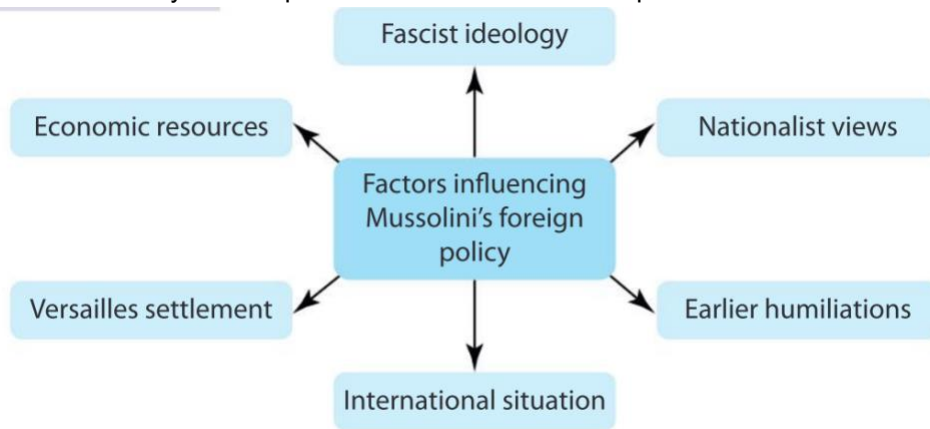 Fascist ideology
Economic resources
Nationalist views
Factors influencing
Mussolini's foreign
policy
Versailles settlement
Earlier humiliations
International situation